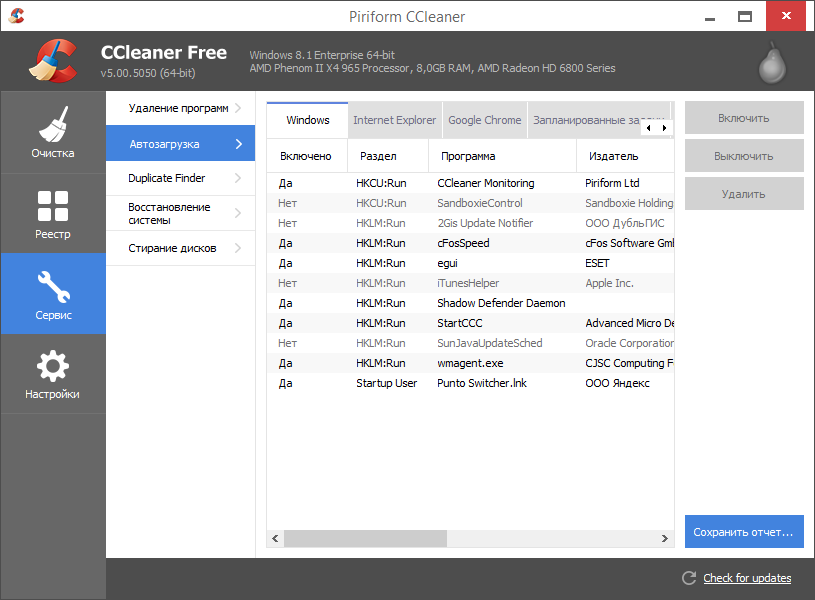 Piriform CCleaner
CCleaner Free
v5.00.5050 (64-bit)
Windows 8.1 Enterprise 64-bit
AMD Phenom II X4 965 Processor, 8,0GB RAM, AMD Radeon HD 6800 Series
Очистка
Реестр
Сервис
Настройки
Удаление программ
Автозагрузка
Duplicate Finder
Восстановление
системы
Стирание дисков
Windows Internet Explorer Google Chrome Запланированные
Включено Раздел Программа Издатель
Да HKCU:Run CCleaner Monitoring Piriform Ltd
Нет HKCU:Run SandboxieControl Sandboxie Holding
Нет HKLM:Run 2Gis Update Notifier ООО ДубльГИС
Да HKLM:Run cFosSpeed cFos Software Gml
Да HKLM:Run egui ESET
Нет HKLM:Run iTunesHelper Apple Inc.
Да HKLM:Run Shadow Defender Daemon
Да HKLM:Run StartCCC Advanced Micro De
Нет HKLM:Run SunJavaUpdateSched Oracle Corporation
Да HKLM:Run wmagent.exe CJSC Computing F
Да Startup User Punto Switcher.lnk ООО Яндекс
Включить
Выключить
Удалить
Сохранить отчет...
Check for updates